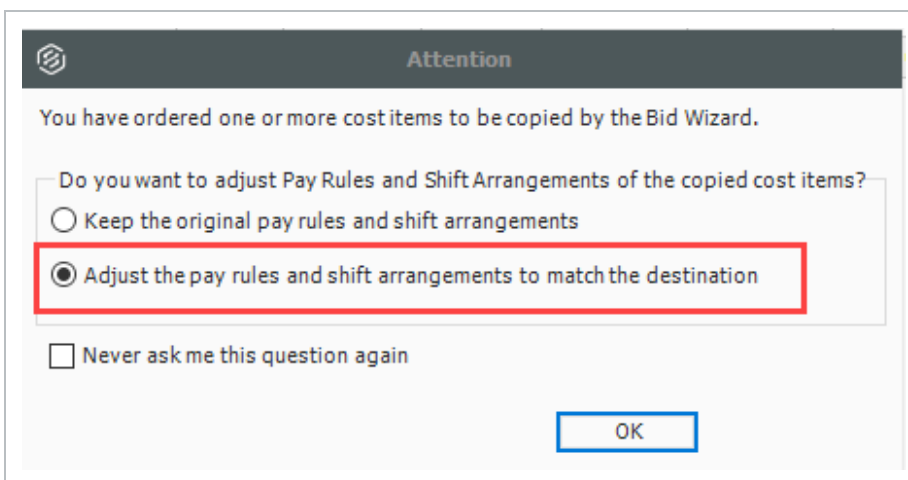 Attention
You have ordered one or more cost items to be copied by the Bid Wizard.
Do you want to adjust Pay Rules and Shift Arrangements of the copied cost items?
Keep the original pay rules and shift arrangements
Adjust the pay rules and shift arrangements to match the destination
Never ask me this question again
OK